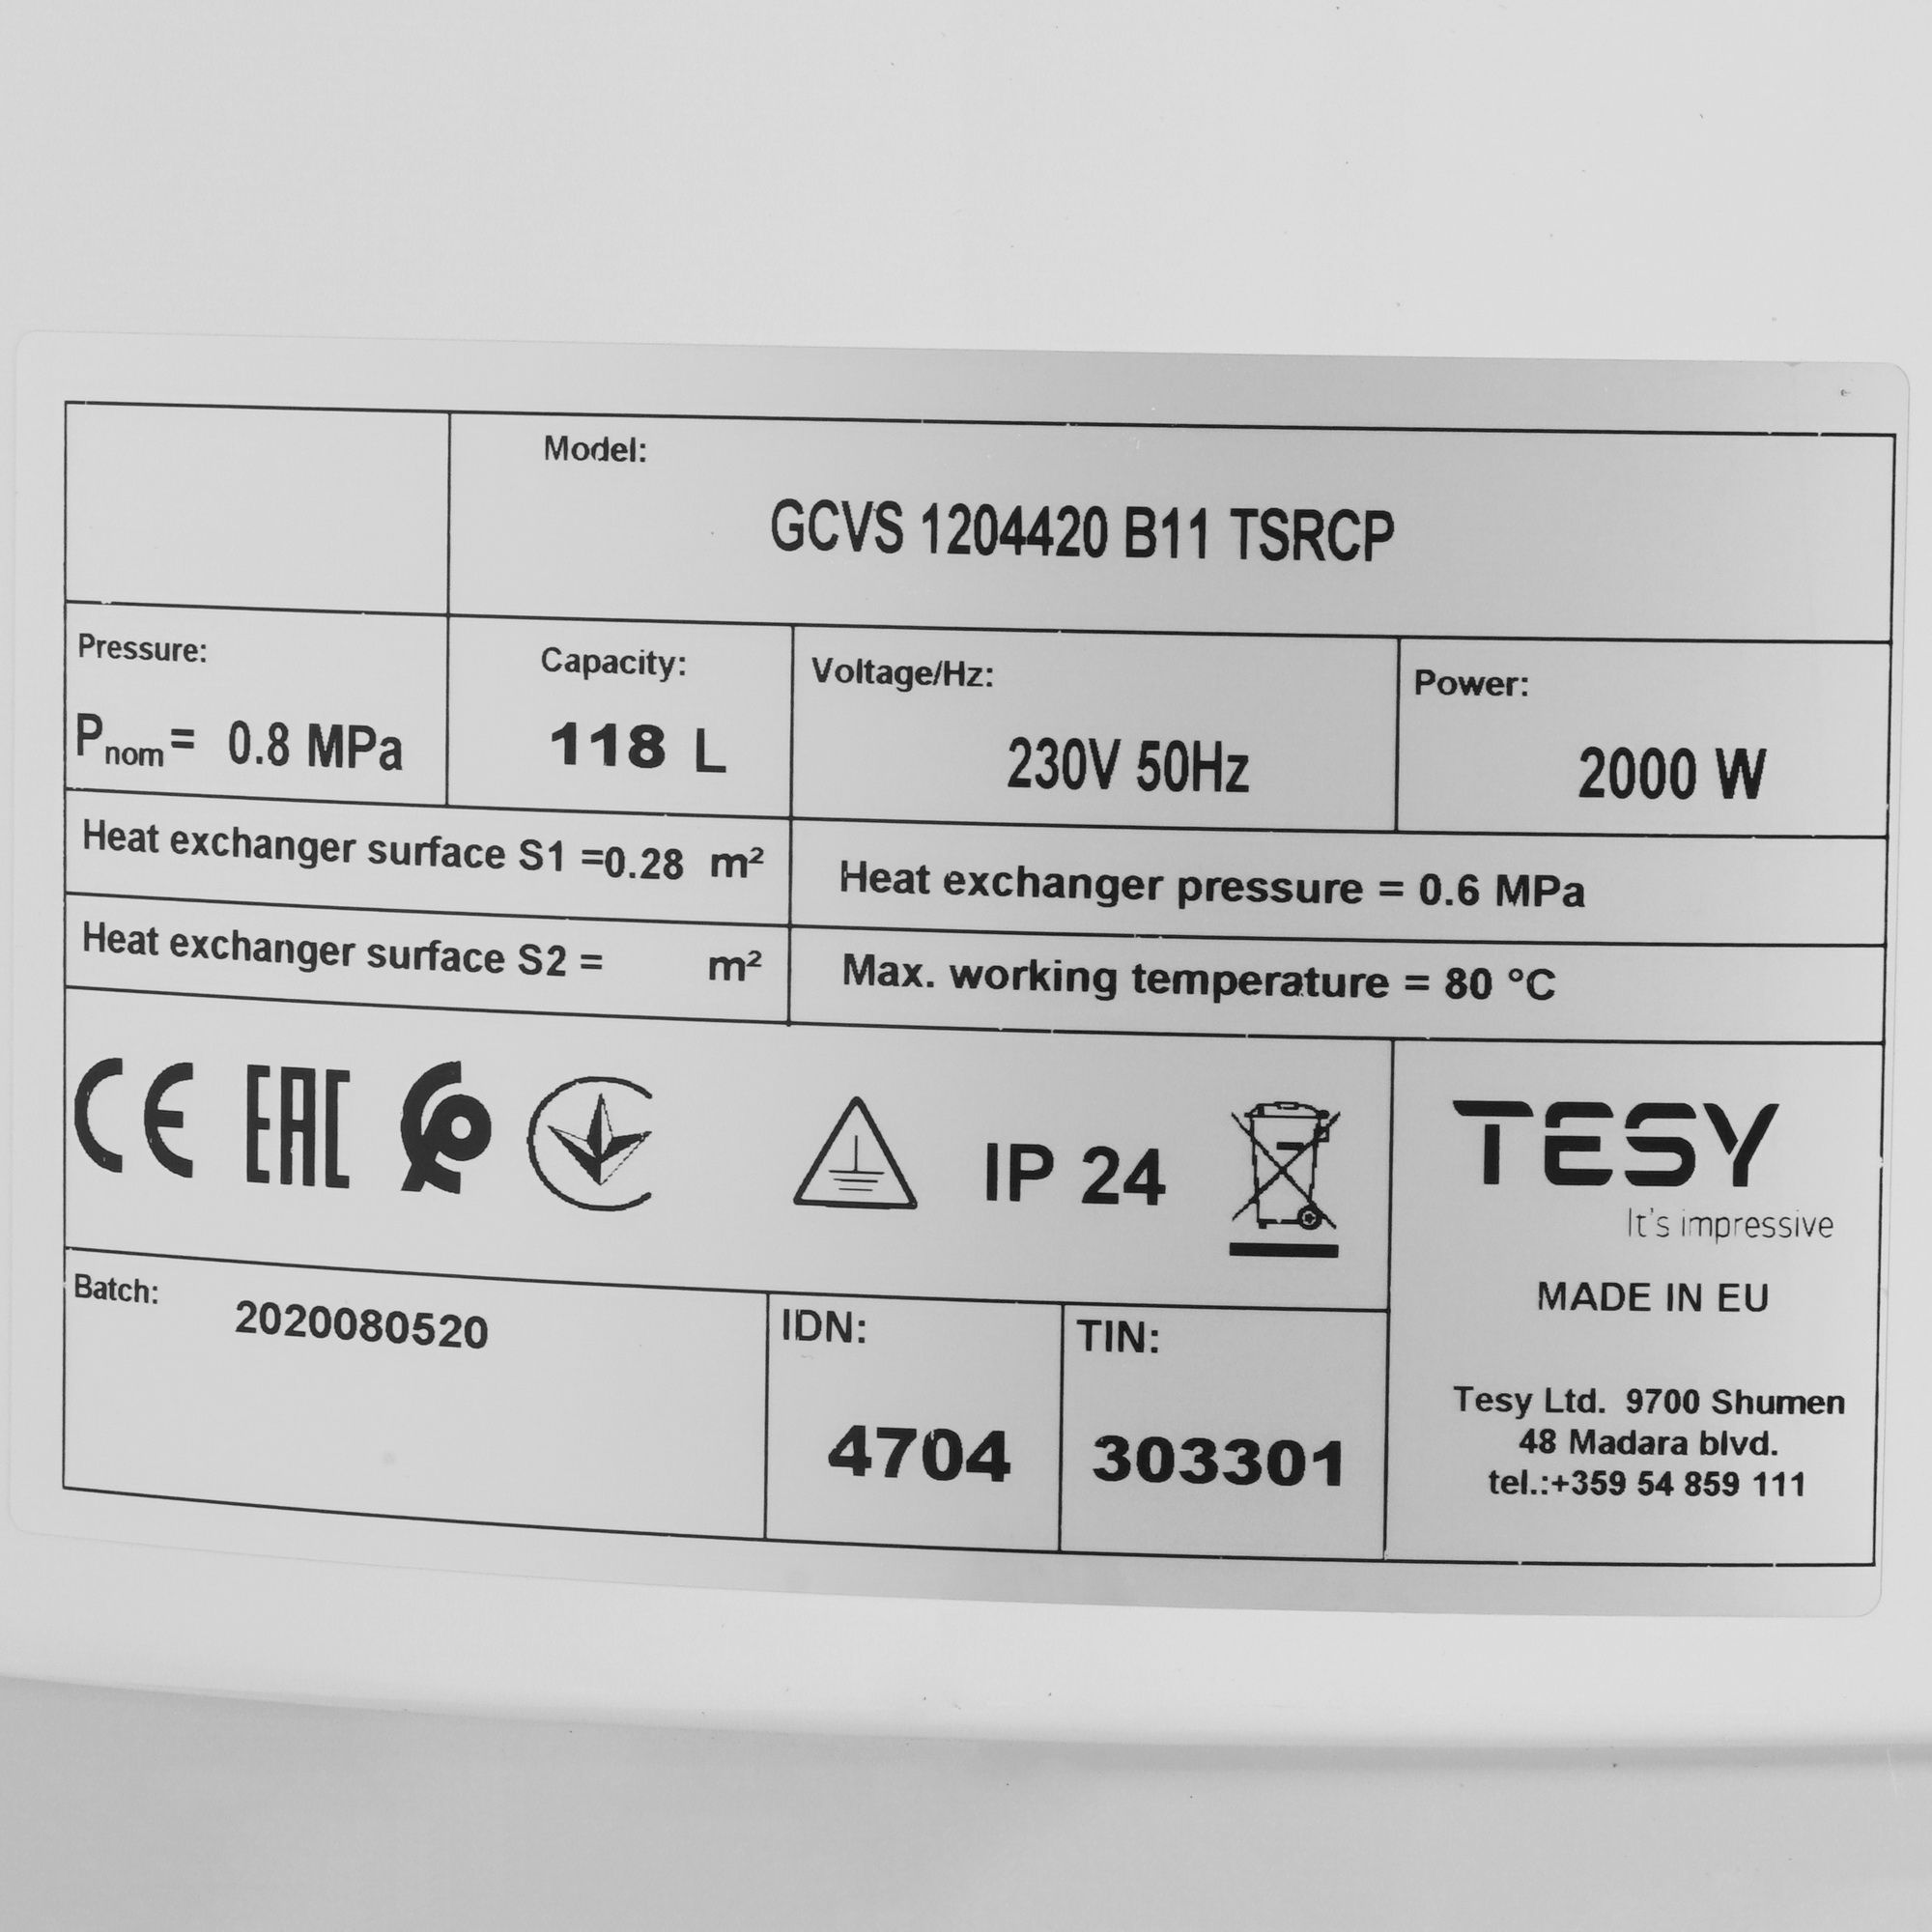 Model:
GCVS 1204420 B11 TSRCP
Pressure:
Pnom= 0.8 MPa
Capacity:
118 L
Voltage/Hz:
230V 50Hz
Power:
2000 W
Heat exchanger surface S1 =0.28 m²
Heat exchanger pressure = 0.6 MPa
Heat exchanger surface S2 = m²
Max. working temperature = 80 °C
CE EAC
IP 24
TESY
It's impressive
MADE IN EU
Tesy Ltd. 9700 Shumen
48 Madara blvd.
tel.:+359 54 859 111
Batch:
2020080520
IDN:
4704
TIN:
303301